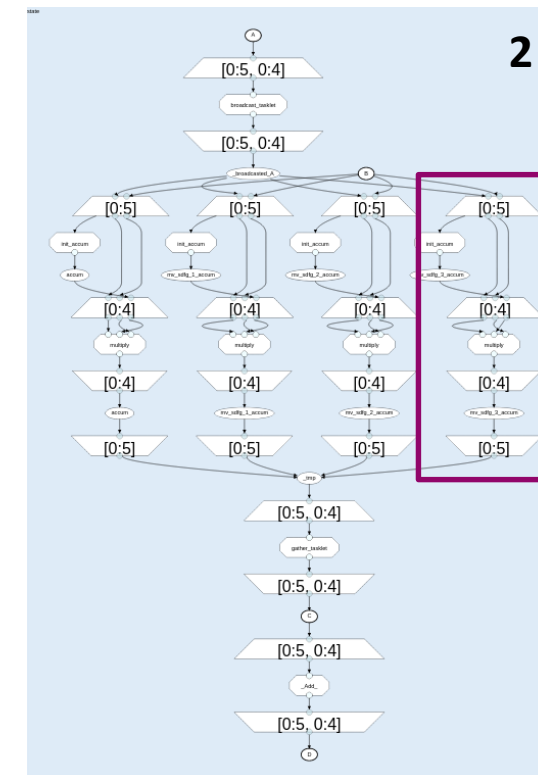 state
2
A
[0:5, 0:4]
broadcast_tasklet
[0:5, 0:4]
_broadcasted_A B
[0:5] [0:5] [0:5] [0:5]
init_accum init_accum init_accum init_accum
accum mv_sdfg_1_accum mv_sdfg_2_accum mv_sdfg_3_accum
[0:4] [0:4] [0:4] [0:4]
multiply multiply multiply multiply
[0:4] [0:4] [0:4] [0:4]
accum mv_sdfg_1_accum mv_sdfg_2_accum mv_sdfg_3_accum
[0:5] [0:5] [0:5] [0:5]
_tmp
[0:5, 0:4]
gather_tasklet
[0:5, 0:4]
C
[0:5, 0:4]
_Add_
[0:5, 0:4]
D